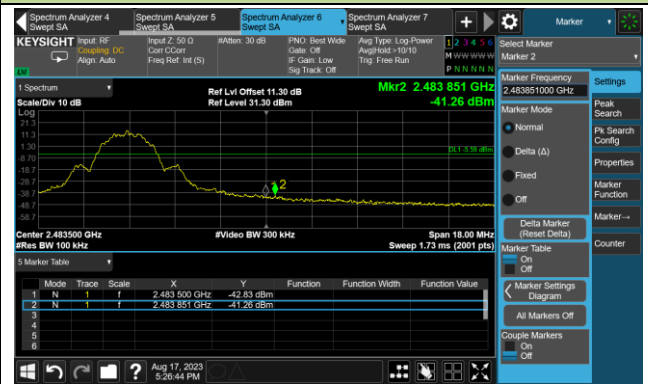 Spectrum Analyzer 4
Swept SA
Spectrum Analyzer 5
Swept SA
Spectrum Analyzer 6
Swept SA
Spectrum Analyzer 7
Swept SA
+
Marker
KEYSIGHT
Input: RF
Coupling: DC
Align: Auto
Input Z: 50 Ω
Corr CCorr
Freq Ref: Int (S)
#Atten: 30 dB
PNO: Best Wide
Gate: Off
IF Gain: Low
Sig Track: Off
Avg Type: Log-Power
Avg|Hold:>10/10
Trig: Free Run
1 2 3 4 5 6
M W W W W W
P N N N N N
Select Marker
Marker 2
1 Spectrum
Scale/Div 10 dB
Ref Lvl Offset 11.30 dB
Ref Level 31.30 dBm
Mkr2 2.483 851 GHz
-41.26 dBm
Log
21.3
11.3
1.30
-8.70
-18.7
-28.7
-38.7
-48.7
-58.7
DL1 -5.59 dBm
2
Center 2.483500 GHz
#Res BW 100 kHz
#Video BW 300 kHz
Span 18.00 MHz
Sweep 1.73 ms (2001 pts)
5 Marker Table
Mode Trace Scale X Y Function Function Width Function Value
1 N 1 f 2.483 500 GHz -42.83 dBm
2 N 1 f 2.483 851 GHz -41.26 dBm
3
4
5
6
Aug 17, 2023
5:26:44 PM
Marker Frequency
2.483851000 GHz
Marker Mode
Normal
Delta (Δ)
Fixed
Off
Delta Marker
(Reset Delta)
Marker Table
On
Off
Marker Settings
Diagram
All Markers Off
Couple Markers
On
Off
Settings
Peak
Search
Pk Search
Config
Properties
Marker
Function
Marker→
Counter